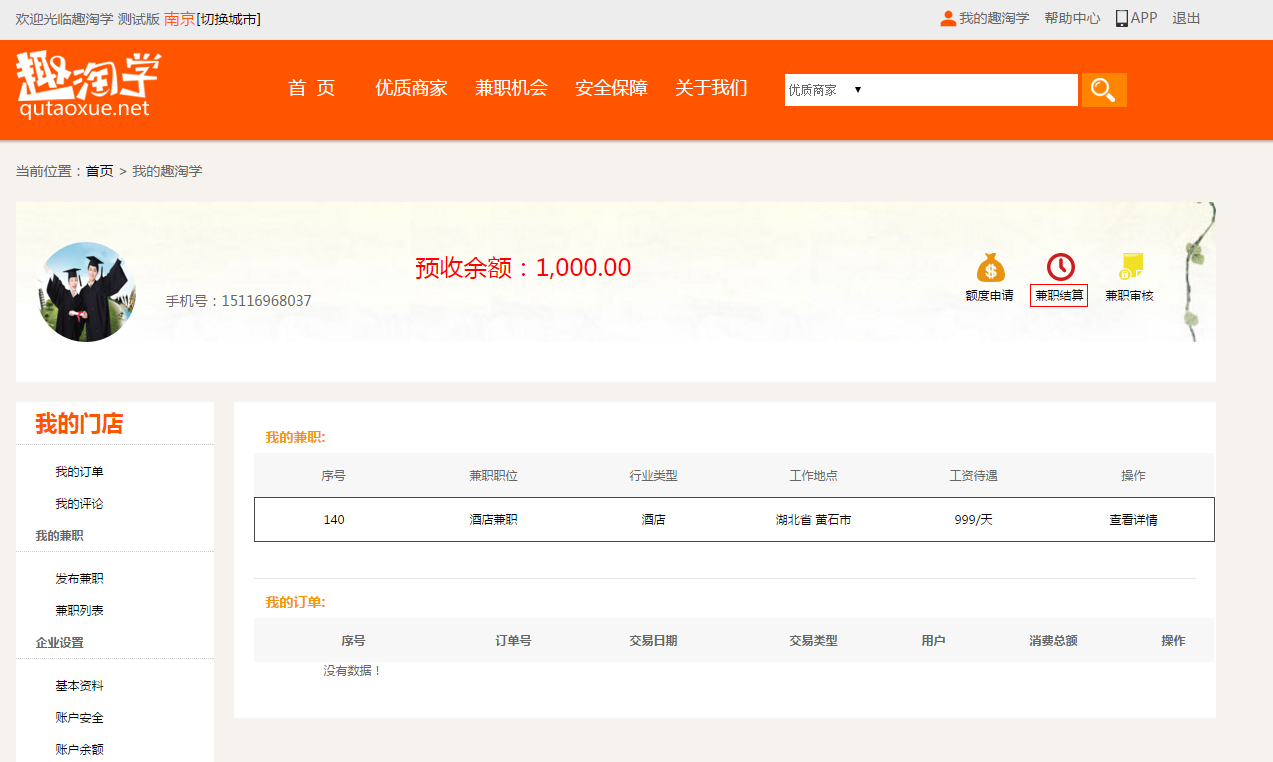 欢迎光临趣淘学 测试版 南京[切换城市] 我的趣淘学 帮助中心 APP 退出
趣淘学
qutaoxue.net
首 页 优质商家 兼职机会 安全保障 关于我们 优质商家 ▼
当前位置：首页 > 我的趣淘学
预收余额：1,000.00
手机号：15116968037
额度申请 兼职结算 兼职审核
我的门店
我的订单
我的评论
我的兼职
发布兼职
兼职列表
企业设置
基本资料
账户安全
账户余额
我的兼职:
序号 兼职职位 行业类型 工作地点 工资待遇 操作
140 酒店兼职 酒店 湖北省 黄石市 999/天 查看详情
我的订单:
序号 订单号 交易日期 交易类型 用户 消费总额 操作
没有数据！